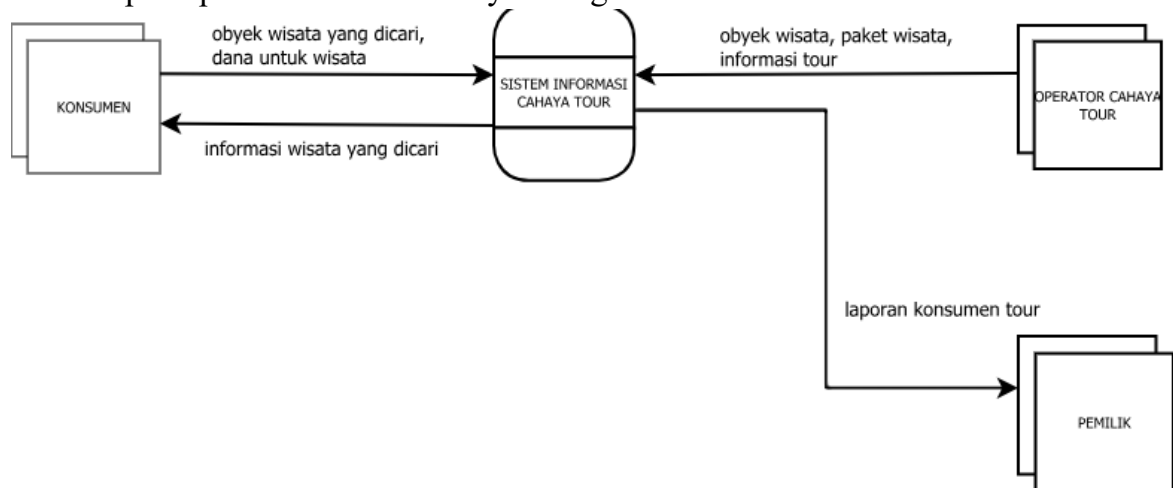 obyek wisata yang dicari,
dana untuk wisata
obyek wisata, paket wisata,
informasi tour
KONSUMEN
SISTEM INFORMASI
CAHAYA TOUR
OPERATOR CAHAYA
TOUR
informasi wisata yang dicari
laporan konsumen tour
PEMILIK